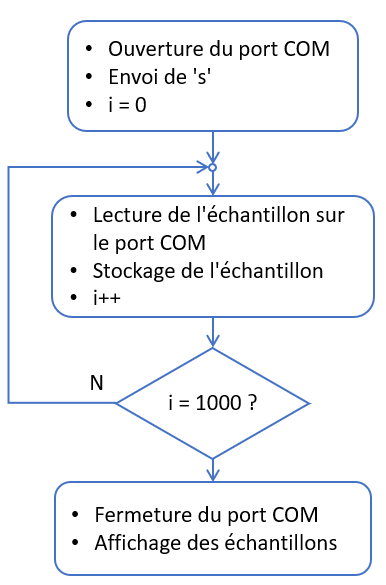 • Ouverture du port COM
• Envoi de 's'
• i = 0
• Lecture de l'échantillon sur
le port COM
• Stockage de l'échantillon
• i++
N
i = 1000 ?
• Fermeture du port COM
• Affichage des échantillons